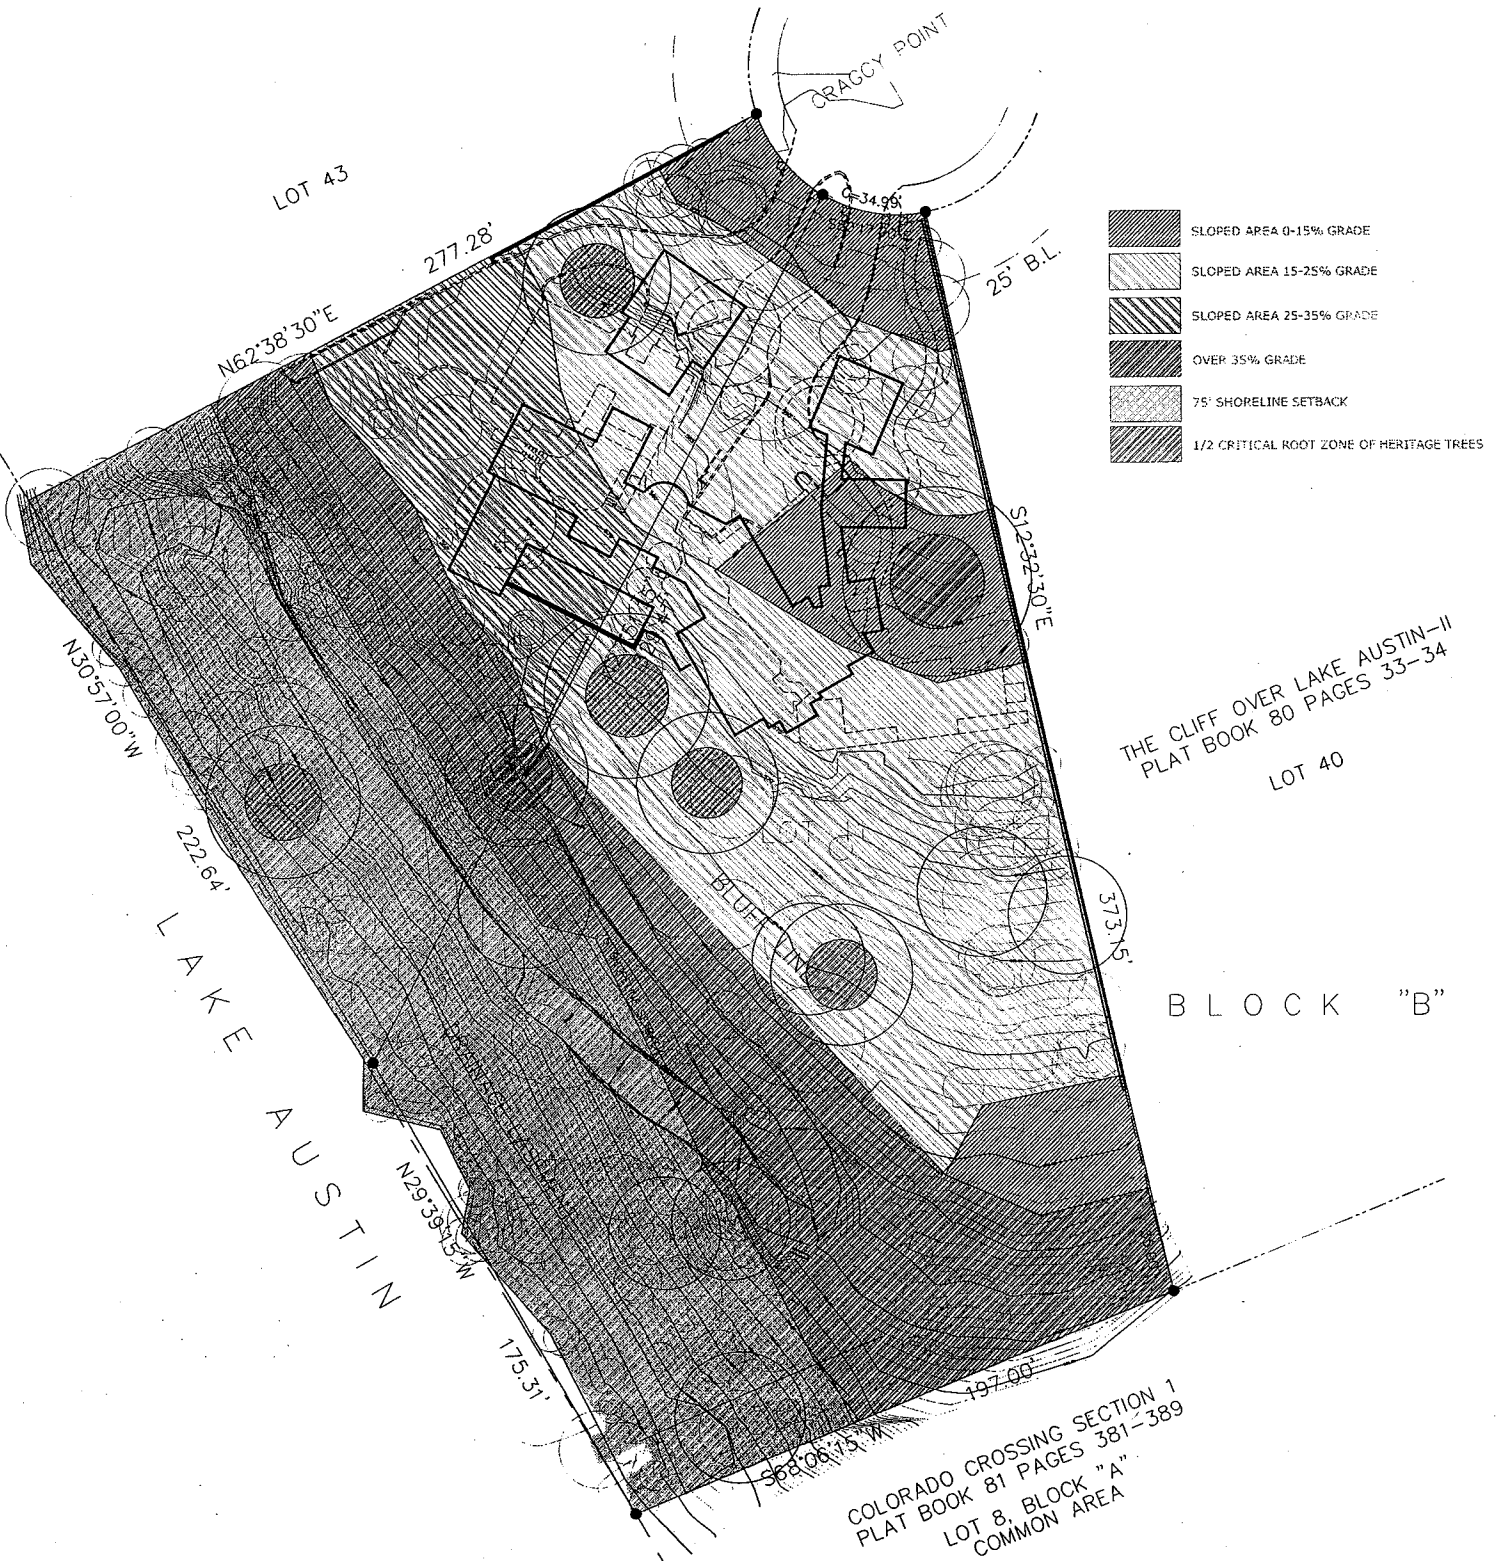 CRAGGY POINT
LOT 43
C=34.99'
277.28'
25' B.L.
N62°38'30"E
SLOPED AREA 0-15% GRADE
SLOPED AREA 15-25% GRADE
SLOPED AREA 25-35% GRADE
OVER 35% GRADE
75' SHORELINE SETBACK
1/2 CRITICAL ROOT ZONE OF HERITAGE TREES
S12°32'30"E
N30°57'00"W
THE CLIFF OVER LAKE AUSTIN-II
PLAT BOOK 80 PAGES 33-34
LOT 40
222.64'
BLUFF LINE
373.15'
LAKE AUSTIN
BLOCK "B"
N29°39'15"W
175.31'
197.00'
S68°06'15"W
COLORADO CROSSING SECTION 1
PLAT BOOK 81 PAGES 381-389
LOT 8, BLOCK "A"
COMMON AREA